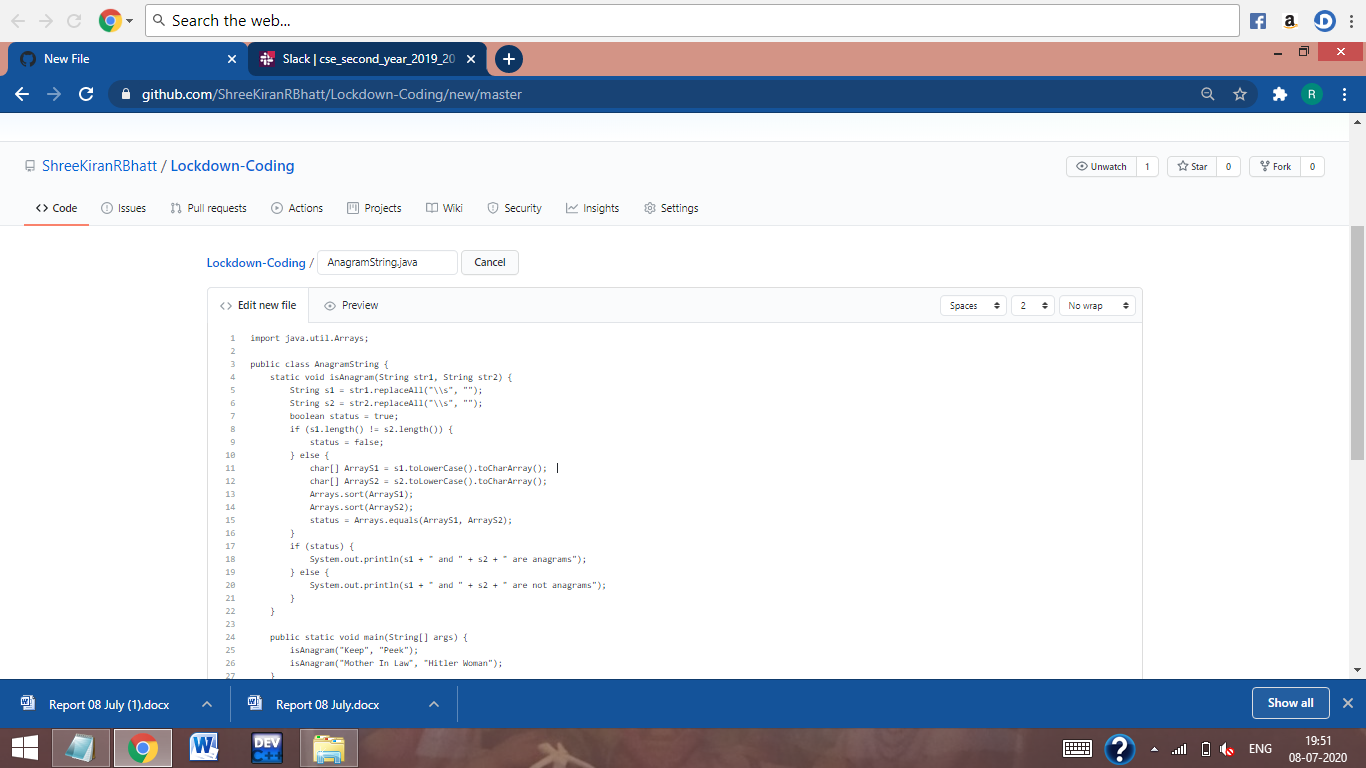 Search the web...
New File
Slack | cse_second_year_2019_20
github.com/ShreeKiranRBhatt/Lockdown-Coding/new/master
R
ShreeKiranRBhatt / Lockdown-Coding
Unwatch 1 Star 0 Fork 0
<> Code Issues Pull requests Actions Projects Wiki Security Insights Settings
Lockdown-Coding / AnagramString.java Cancel
<> Edit new file Preview Spaces 2 No wrap
1 import java.util.Arrays;
2
3 public class AnagramString {
4 static void isAnagram(String str1, String str2) {
5 String s1 = str1.replaceAll("\\s", "");
6 String s2 = str2.replaceAll("\\s", "");
7 boolean status = true;
8 if (s1.length() != s2.length()) {
9 status = false;
10 } else {
11 char[] ArrayS1 = s1.toLowerCase().toCharArray();
12 char[] ArrayS2 = s2.toLowerCase().toCharArray();
13 Arrays.sort(ArrayS1);
14 Arrays.sort(ArrayS2);
15 status = Arrays.equals(ArrayS1, ArrayS2);
16 }
17 if (status) {
18 System.out.println(s1 + " and " + s2 + " are anagrams");
19 } else {
20 System.out.println(s1 + " and " + s2 + " are not anagrams");
21 }
22 }
23
24 public static void main(String[] args) {
25 isAnagram("Keep", "Peek");
26 isAnagram("Mother In Law", "Hitler Woman");
27 }
Report 08 July (1).docx Report 08 July.docx Show all
DEV C++
ENG
19:51
08-07-2020